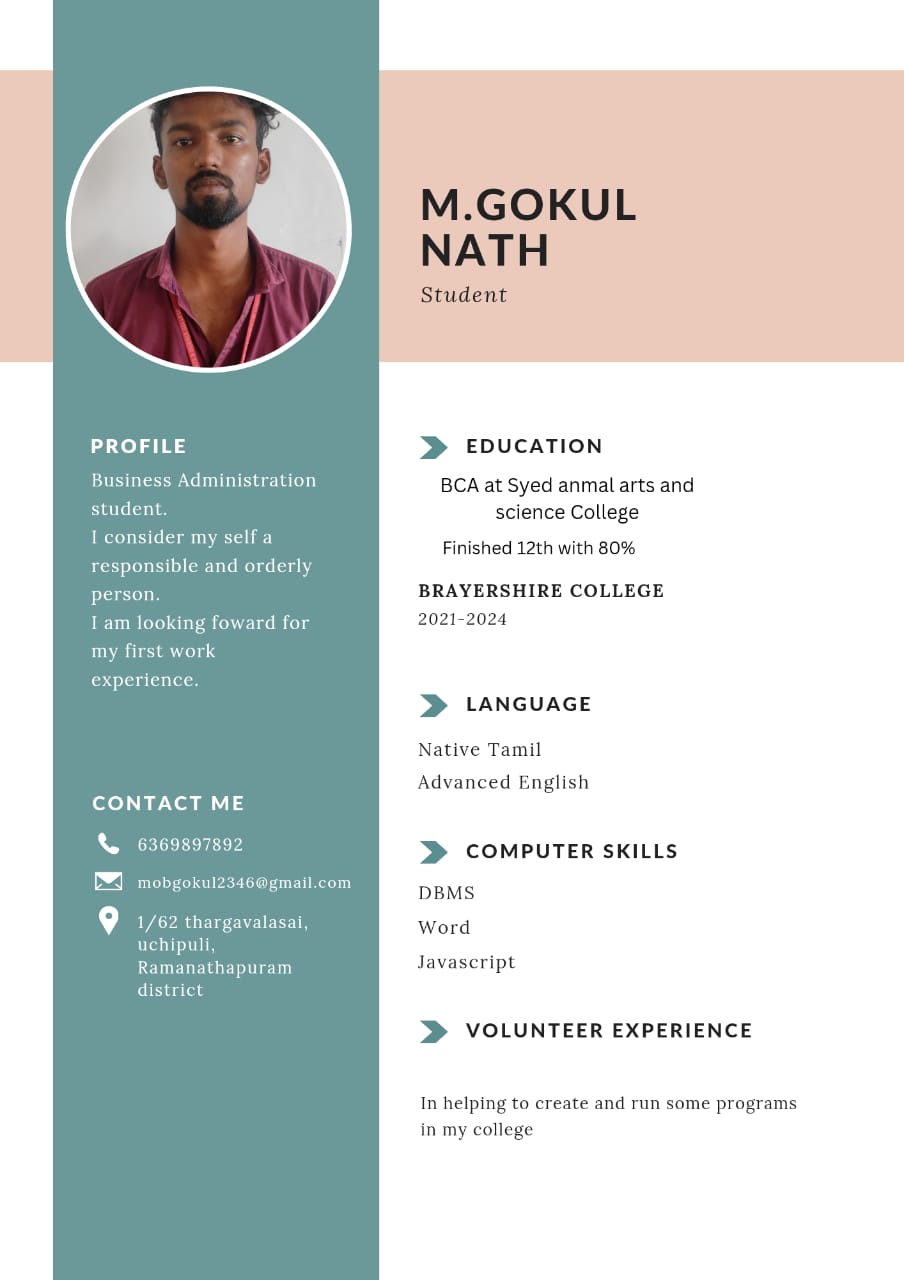 M.GOKUL
NATH
Student
PROFILE
Business Administration
student.
I consider my self a
responsible and orderly
person.
I am looking foward for
my first work
experience.
CONTACT ME
6369897892
mobgokul2346@gmail.com
1/62 thargavalasai,
uchipuli,
Ramanathapuram
district
EDUCATION
BCA at Syed anmal arts and
science College
Finished 12th with 80%
BRAYERSHIRE COLLEGE
2021-2024
LANGUAGE
Native Tamil
Advanced English
COMPUTER SKILLS
DBMS
Word
Javascript
VOLUNTEER EXPERIENCE
In helping to create and run some programs
in my college